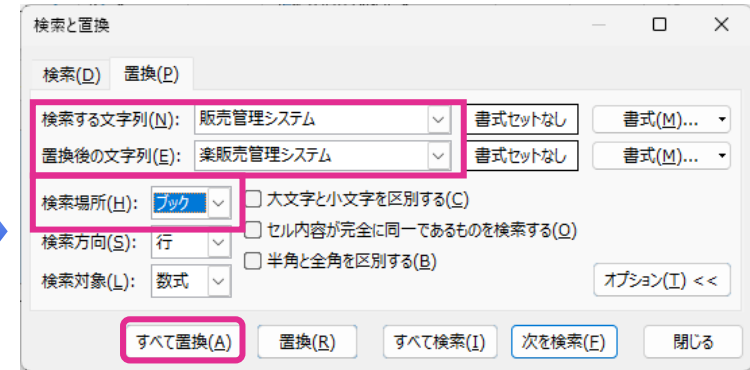 検索と置換
検索(D) 置換(P)
検索する文字列(N): 販売管理システム 書式セットなし 書式(M)...
置換後の文字列(E): 楽販売管理システム 書式セットなし 書式(M)...
検索場所(H): ブック 大文字と小文字を区別する(C)
検索方向(S): 行 セル内容が完全に同一であるものを検索する(O)
検索対象(L): 数式 半角と全角を区別する(B)
オプション(T) <<
すべて置換(A) 置換(R) すべて検索(I) 次を検索(F) 閉じる